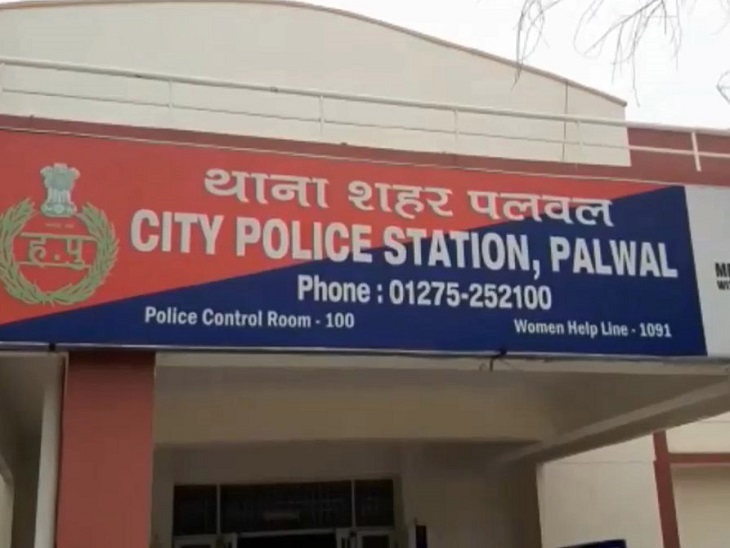 थाना शहर पलवल
CITY POLICE STATION, PALWAL
Phone : 01275-252100
Police Control Room - 100
Women Help Line - 1091
ह.पु